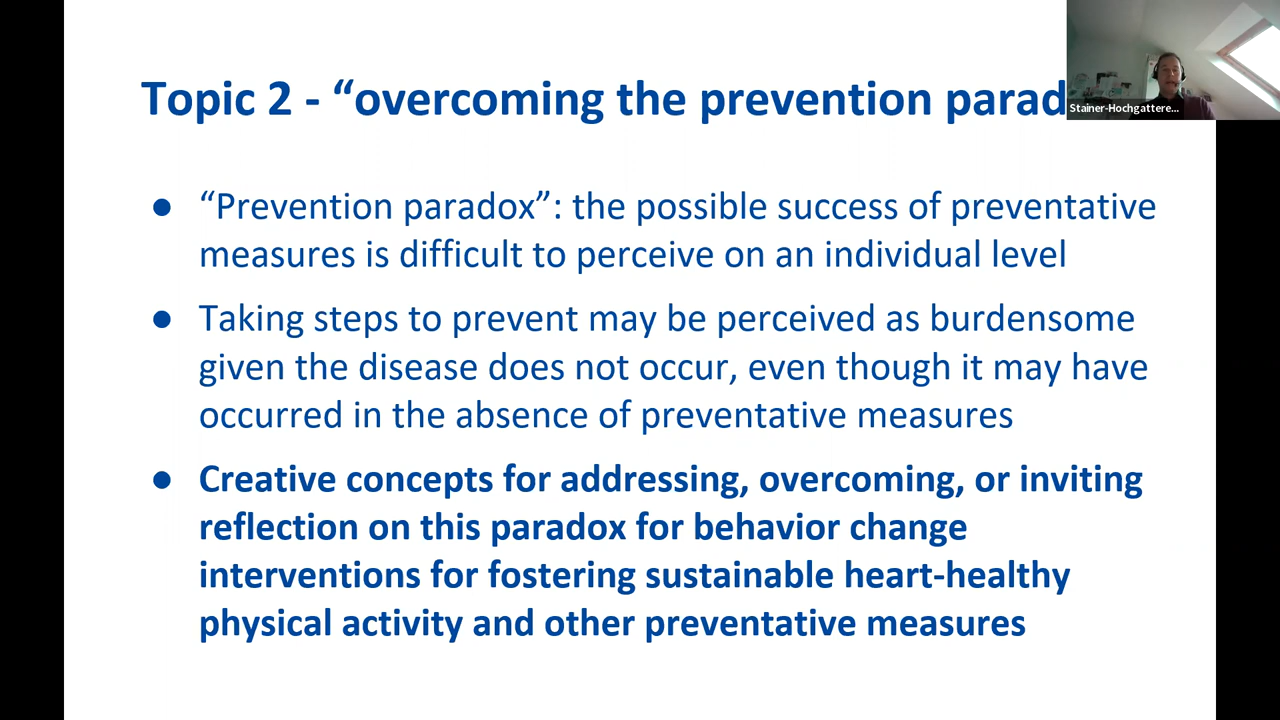 Topic 2 - “overcoming the prevention parad
Stainer-Hochgattere...
● “Prevention paradox”: the possible success of preventative
measures is difficult to perceive on an individual level
● Taking steps to prevent may be perceived as burdensome
given the disease does not occur, even though it may have
occurred in the absence of preventative measures
● Creative concepts for addressing, overcoming, or inviting
reflection on this paradox for behavior change
interventions for fostering sustainable heart-healthy
physical activity and other preventative measures